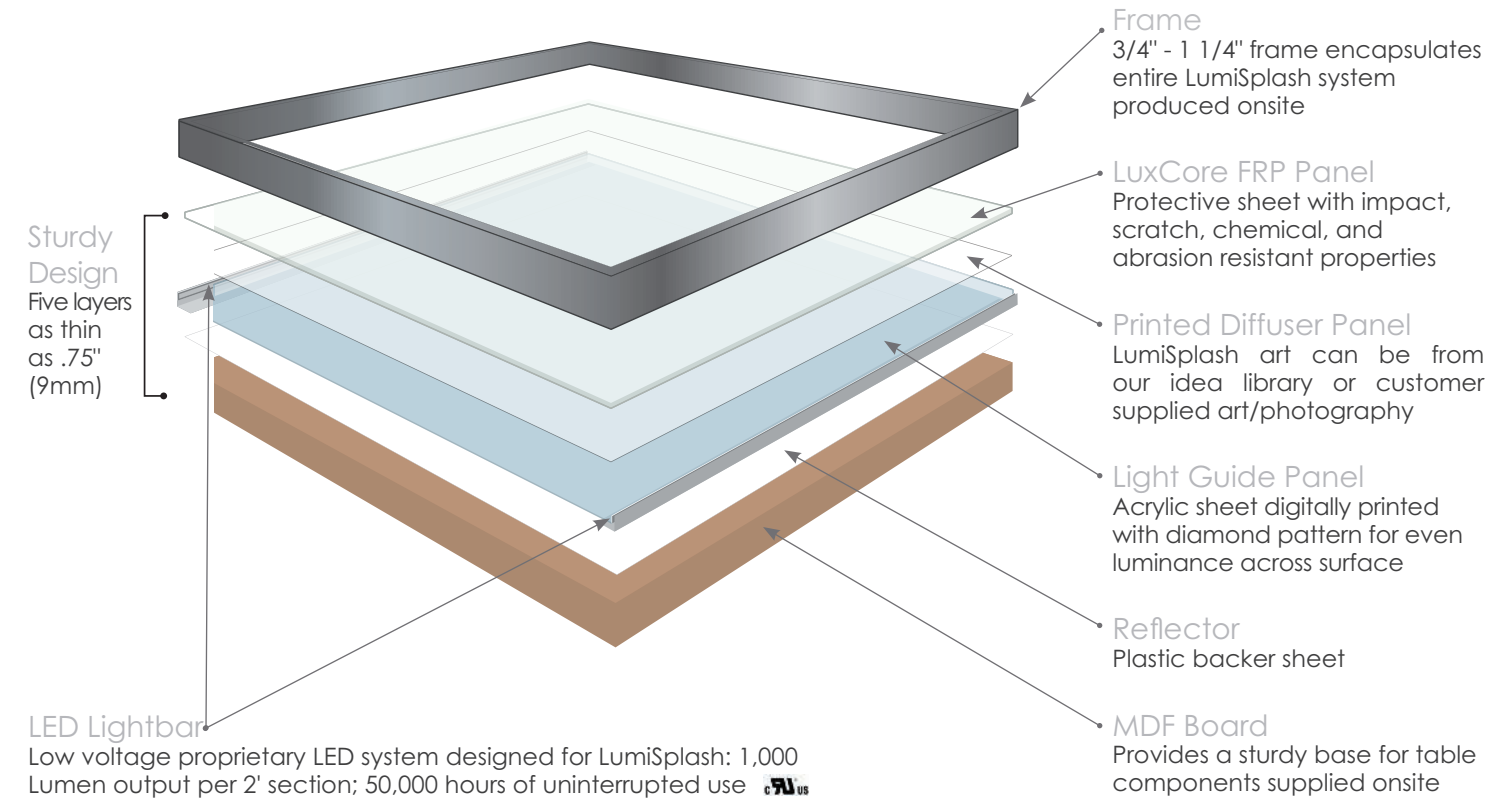 Frame
3/4" - 1 1/4" frame encapsulates
entire LumiSplash system
produced onsite
LuxCore FRP Panel
Protective sheet with impact,
scratch, chemical, and
abrasion resistant properties
Sturdy
Design
Five layers
as thin
as .75"
(9mm)
Printed Diffuser Panel
LumiSplash art can be from
our idea library or customer
supplied art/photography
Light Guide Panel
Acrylic sheet digitally printed
with diamond pattern for even
luminance across surface
Reflector
Plastic backer sheet
LED Lightbar
Low voltage proprietary LED system designed for LumiSplash: 1,000
Lumen output per 2' section; 50,000 hours of uninterrupted use c RU US
MDF Board
Provides a sturdy base for table
components supplied onsite